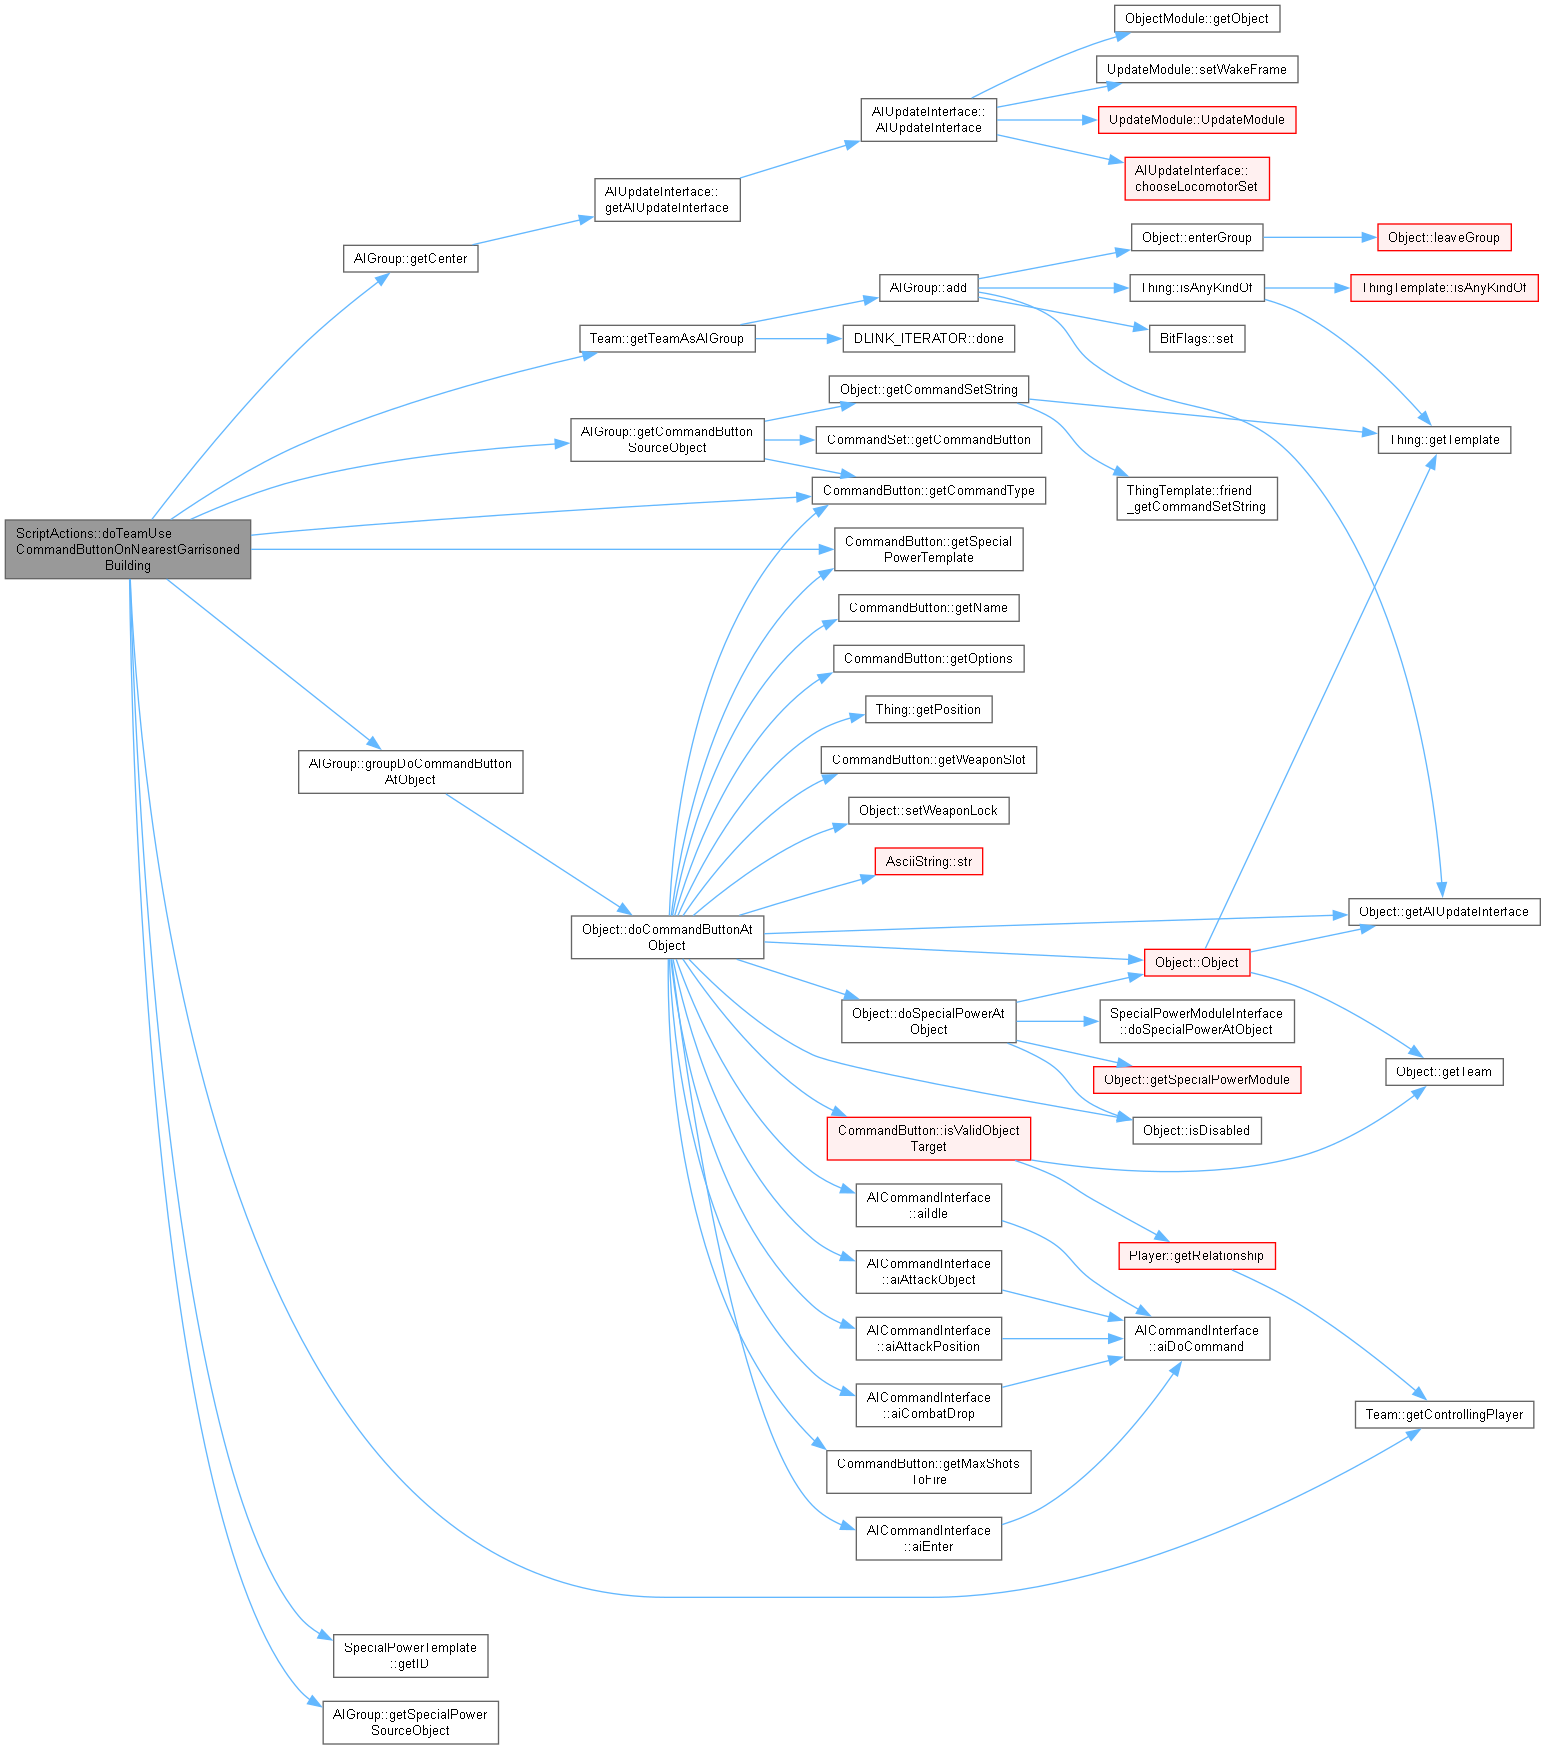 ObjectModule::getObject
UpdateModule::setWakeFrame
AIUpdateInterface::
AIUpdateInterface
UpdateModule::UpdateModule
AIUpdateInterface::
chooseLocomotorSet
AIUpdateInterface::
getAIUpdateInterface
Object::enterGroup
Object::leaveGroup
AIGroup::getCenter
AIGroup::add
Thing::isAnyKindOf
ThingTemplate::isAnyKindOf
Team::getTeamAsAIGroup
DLINK_ITERATOR::done
BitFlags::set
Object::getCommandSetString
AIGroup::getCommandButton
SourceObject
CommandSet::getCommandButton
Thing::getTemplate
CommandButton::getCommandType
ThingTemplate::friend
_getCommandSetString
ScriptActions::doTeamUse
CommandButtonOnNearestGarrisoned
Building
CommandButton::getSpecial
PowerTemplate
CommandButton::getName
CommandButton::getOptions
Thing::getPosition
AIGroup::groupDoCommandButton
AtObject
CommandButton::getWeaponSlot
Object::setWeaponLock
AsciiString::str
Object::getAIUpdateInterface
Object::doCommandButtonAt
Object
Object::Object
Object::doSpecialPowerAt
Object
SpecialPowerModuleInterface
::doSpecialPowerAtObject
Object::getSpecialPowerModule
Object::getTeam
CommandButton::isValidObject
Target
Object::isDisabled
AICommandInterface
::aiIdle
Player::getRelationship
AICommandInterface
::aiAttackObject
AICommandInterface
::aiAttackPosition
AICommandInterface
::aiDoCommand
AICommandInterface
::aiCombatDrop
Team::getControllingPlayer
CommandButton::getMaxShots
ToFire
AICommandInterface
::aiEnter
SpecialPowerTemplate
::getID
AIGroup::getSpecialPower
SourceObject